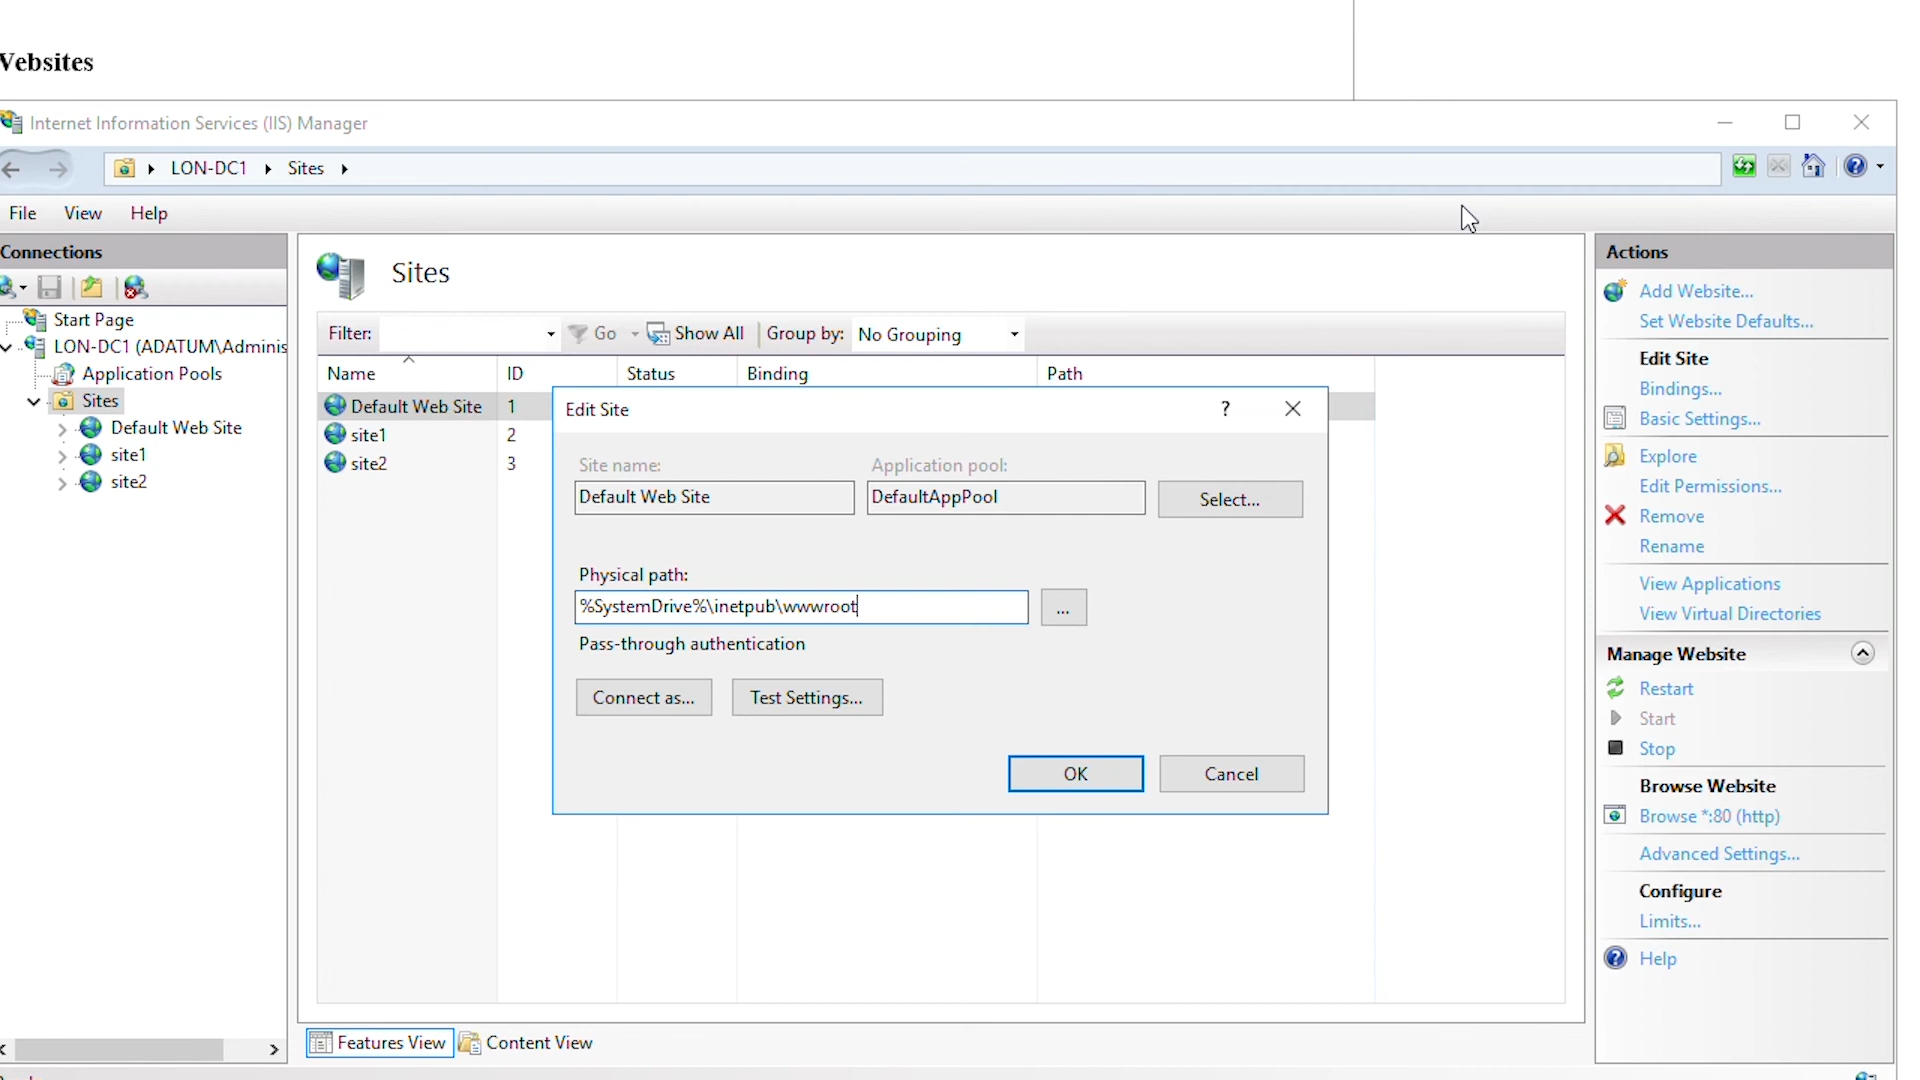 Websites
Internet Information Services (IIS) Manager
LON-DC1 Sites
File View Help
Connections
Start Page
LON-DC1 (ADATUM\Adminis
Application Pools
Sites
Default Web Site
site1
site2
Sites
Filter: Go Show All Group by: No Grouping
Name ID Status Binding Path
Default Web Site 1
site1 2
site2 3
Edit Site
?
Site name: Application pool:
Default Web Site DefaultAppPool Select...
Physical path:
%SystemDrive%\inetpub\wwwroot ...
Pass-through authentication
Connect as... Test Settings...
OK Cancel
Features View Content View
Actions
Add Website...
Set Website Defaults...
Edit Site
Bindings...
Basic Settings...
Explore
Edit Permissions...
Remove
Rename
View Applications
View Virtual Directories
Manage Website
Restart
Start
Stop
Browse Website
Browse *:80 (http)
Advanced Settings...
Configure
Limits...
Help